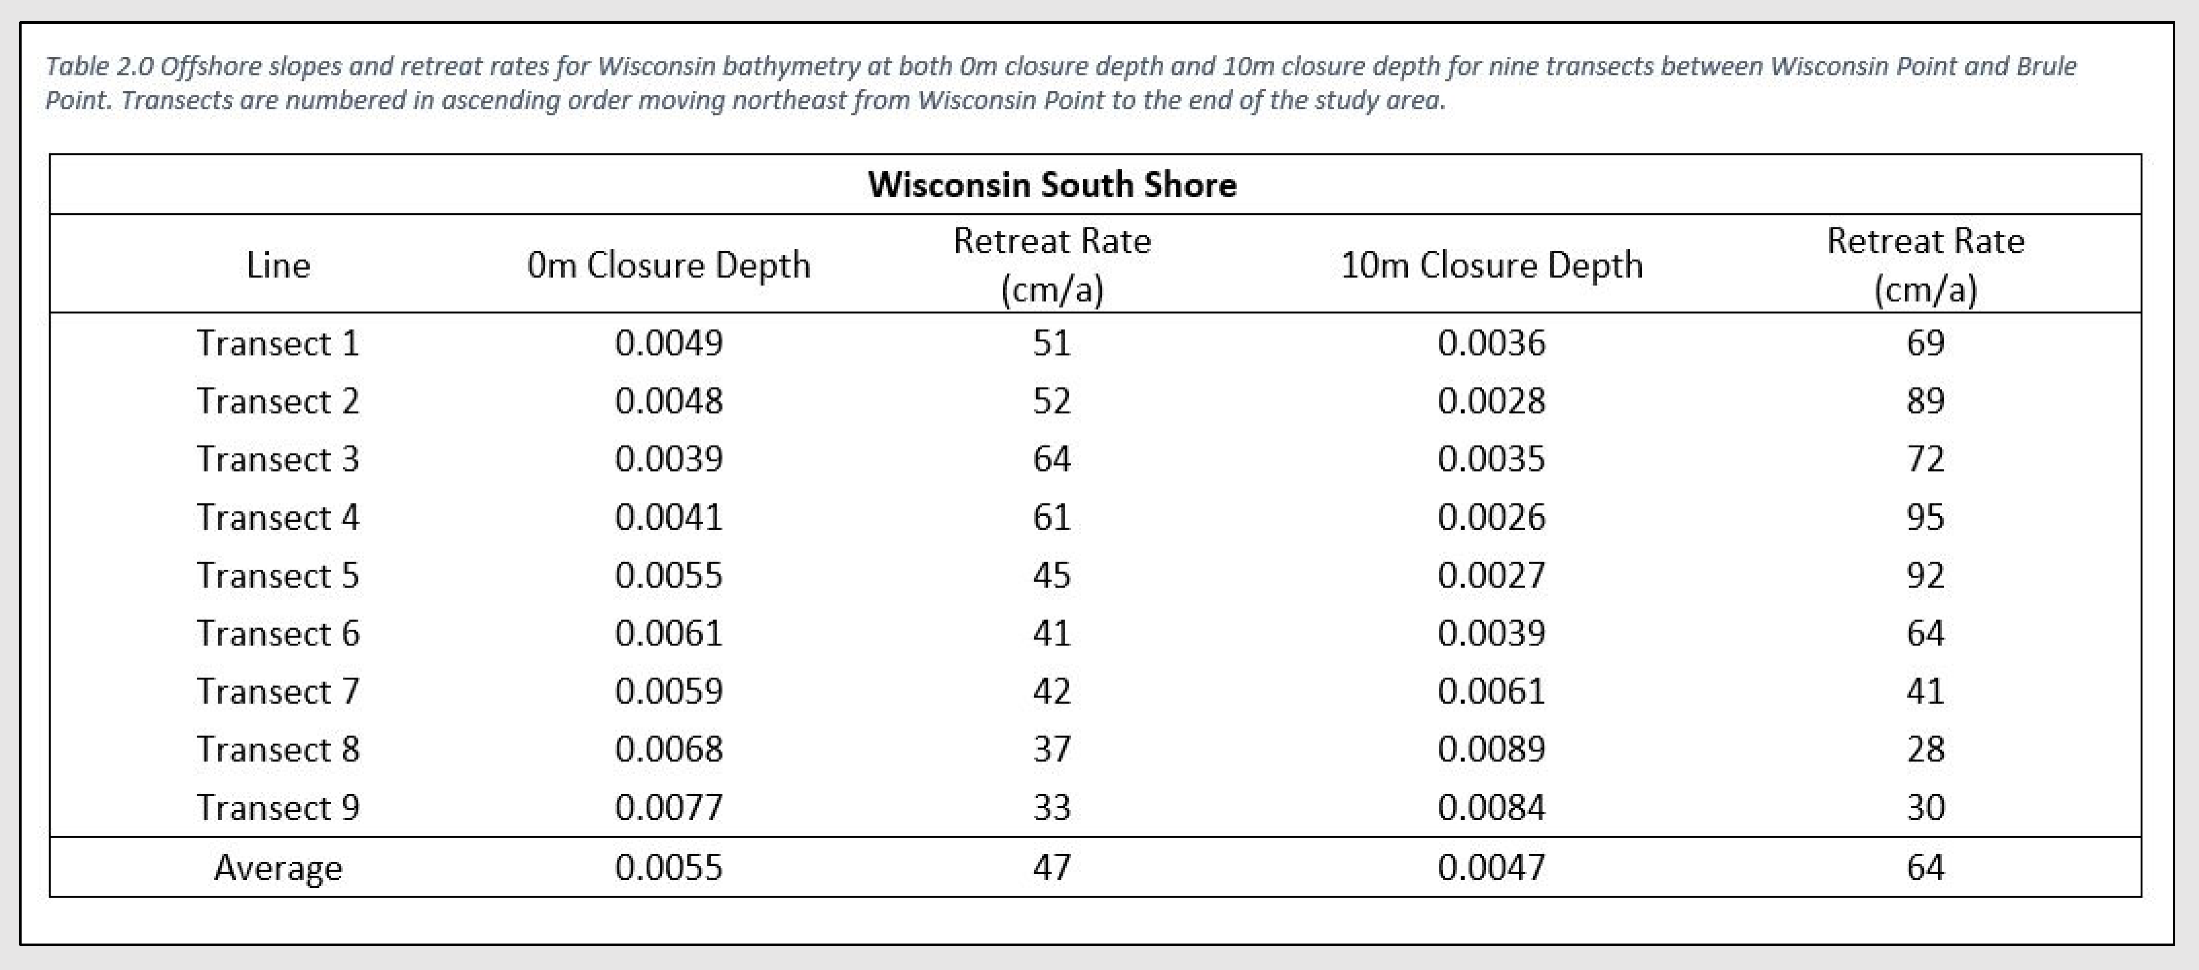 Table 2.0 Offshore slopes and retreat rates for Wisconsin bathymetry at both 0m closure depth and 10m closure depth for nine transects between Wisconsin Point and Brule
Point. Transects are numbered in ascending order moving northeast from Wisconsin Point to the end of the study area.
Wisconsin South Shore
Line 0m Closure Depth Retreat Rate (cm/a) 10m Closure Depth Retreat Rate (cm/a)
Transect 1 0.0049 51 0.0036 69
Transect 2 0.0048 52 0.0028 89
Transect 3 0.0039 64 0.0035 72
Transect 4 0.0041 61 0.0026 95
Transect 5 0.0055 45 0.0027 92
Transect 6 0.0061 41 0.0039 64
Transect 7 0.0059 42 0.0061 41
Transect 8 0.0068 37 0.0089 28
Transect 9 0.0077 33 0.0084 30
Average 0.0055 47 0.0047 64